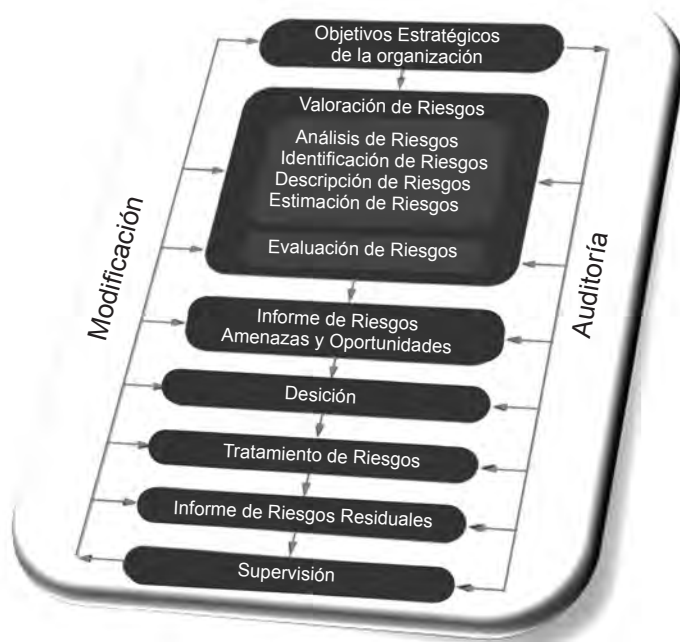 Objetivos Estratégicos
de la organización
Valoración de Riesgos
Análisis de Riesgos
Identificación de Riesgos
Descripción de Riesgos
Estimación de Riesgos
Evaluación de Riesgos
Informe de Riesgos
Amenazas y Oportunidades
Desición
Tratamiento de Riesgos
Informe de Riesgos Residuales
Supervisión
Modificación
Auditoría